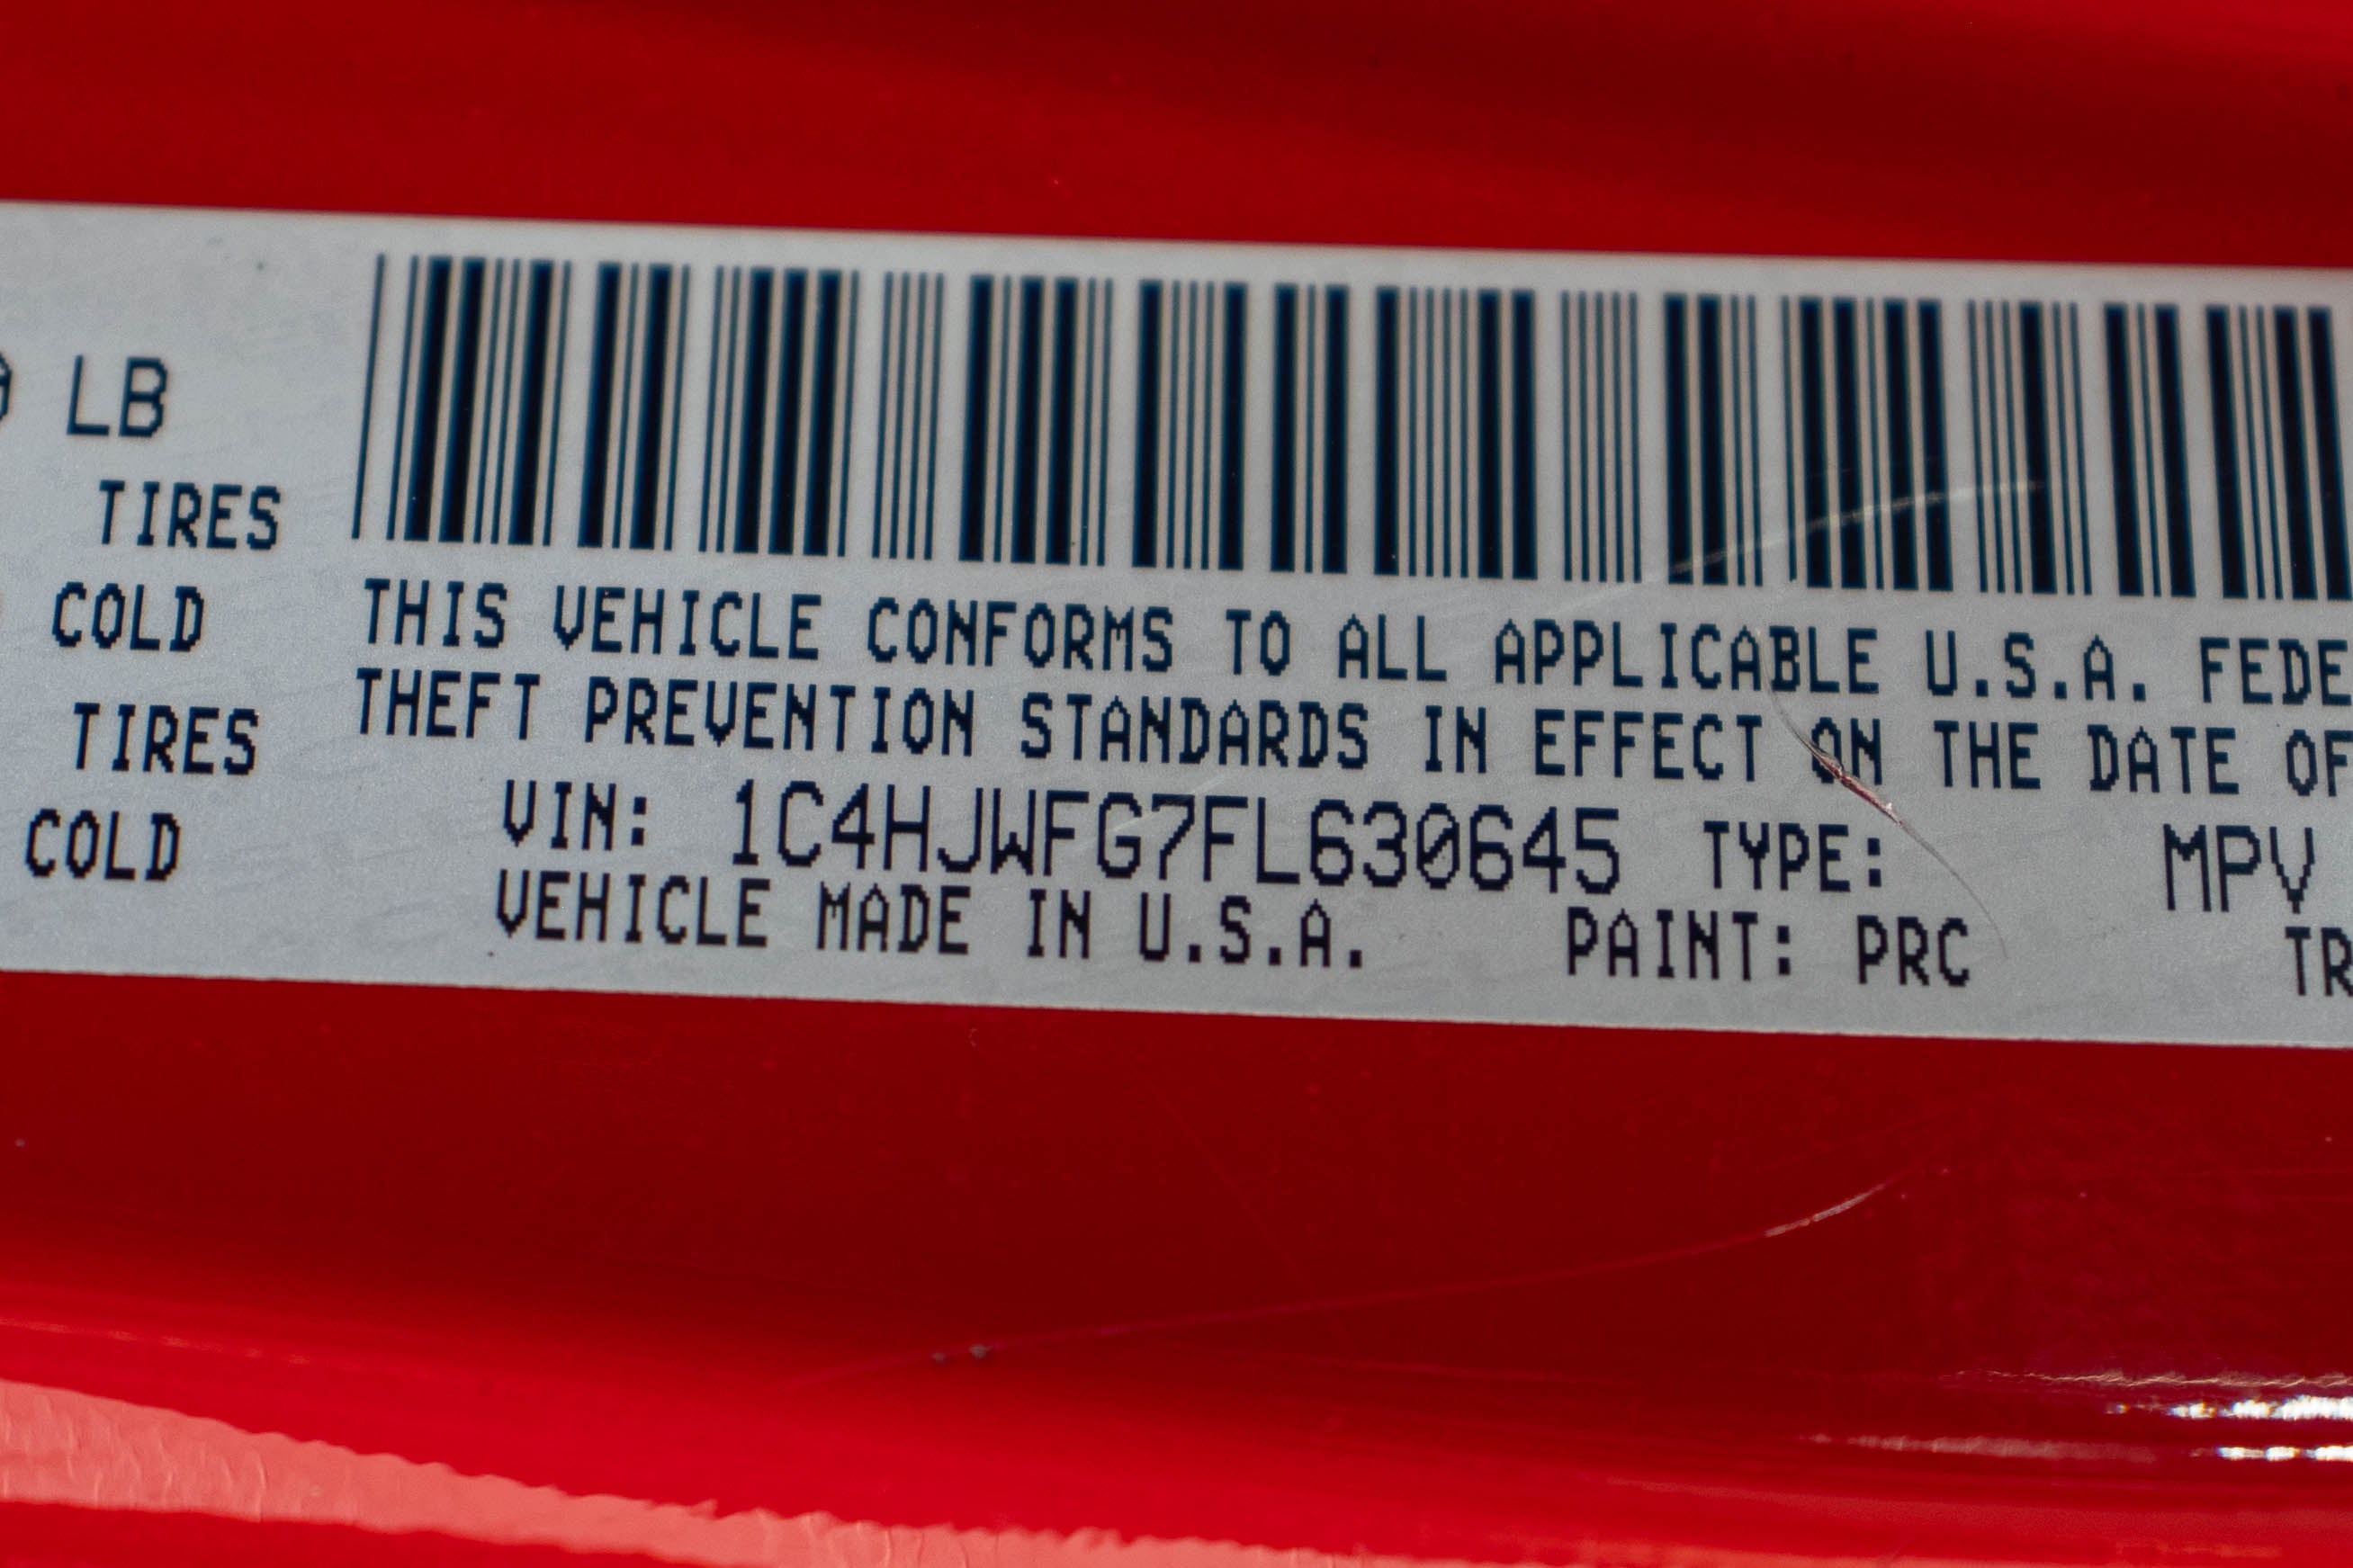 LB
TIRES
COLD
TIRES
COLD
THIS VEHICLE CONFORMS TO ALL APPLICABLE U.S.A. FEDE
THEFT PREVENTION STANDARDS IN EFFECT ON THE DATE OF
VIN: 1C4HJWFG7FL630645 TYPE: MPV
VEHICLE MADE IN U.S.A. PAINT: PRC TR